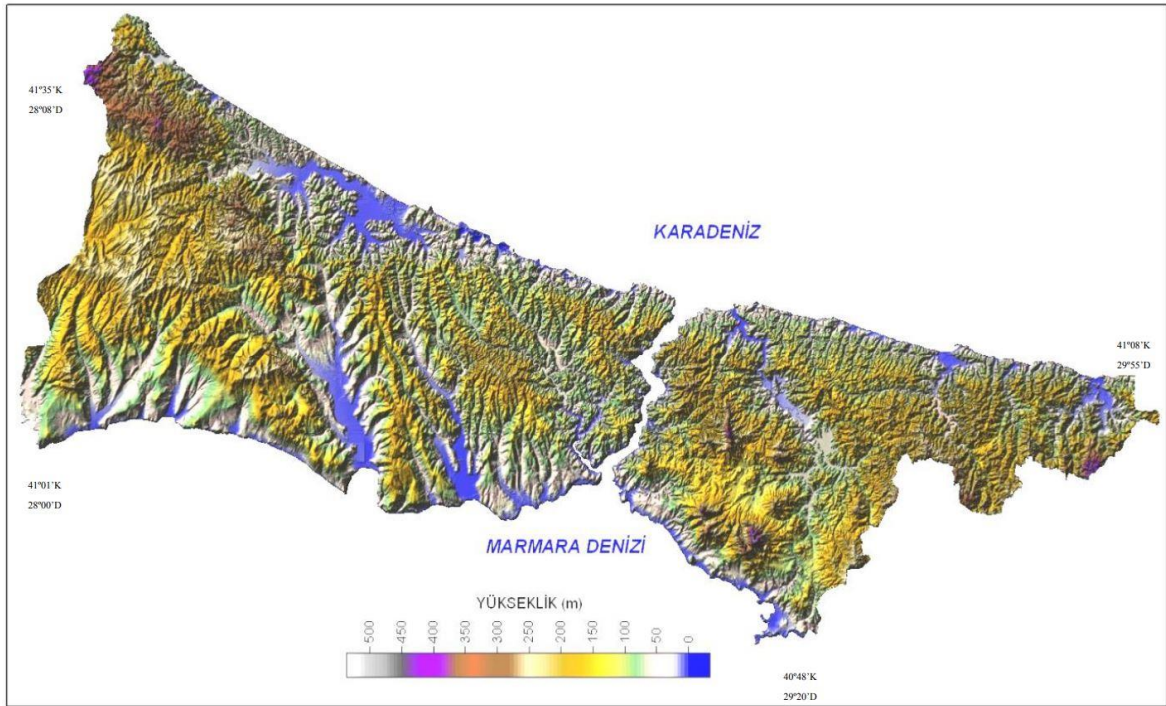 41°35'K
28°08'D
KARADENİZ
41°08'K
29°55'D
41°01'K
28°00'D
MARMARA DENİZİ
YÜKSEKLİK (m)
500 450 400 350 300 250 200 150 100 50 0
40°48'K
29°20'D